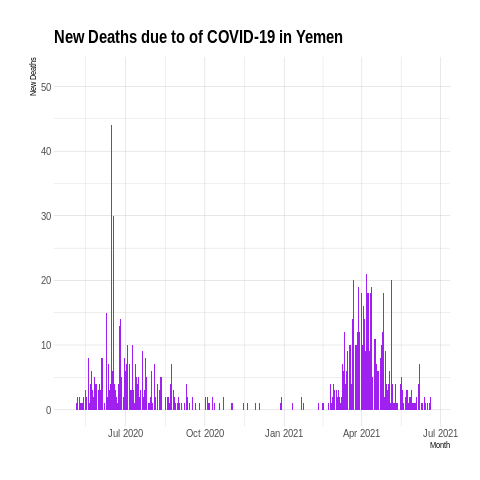 New Deaths due to of COVID-19 in Yemen
New Deaths
50
40
30
20
10
0
Jul 2020 Oct 2020 Jan 2021 Apr 2021 Jul 2021
Month